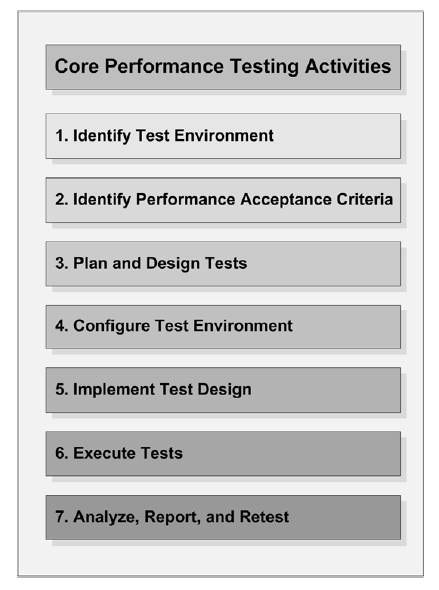 Core Performance Testing Activities
1. Identify Test Environment
2. Identify Performance Acceptance Criteria
3. Plan and Design Tests
4. Configure Test Environment
5. Implement Test Design
6. Execute Tests
7. Analyze, Report, and Retest